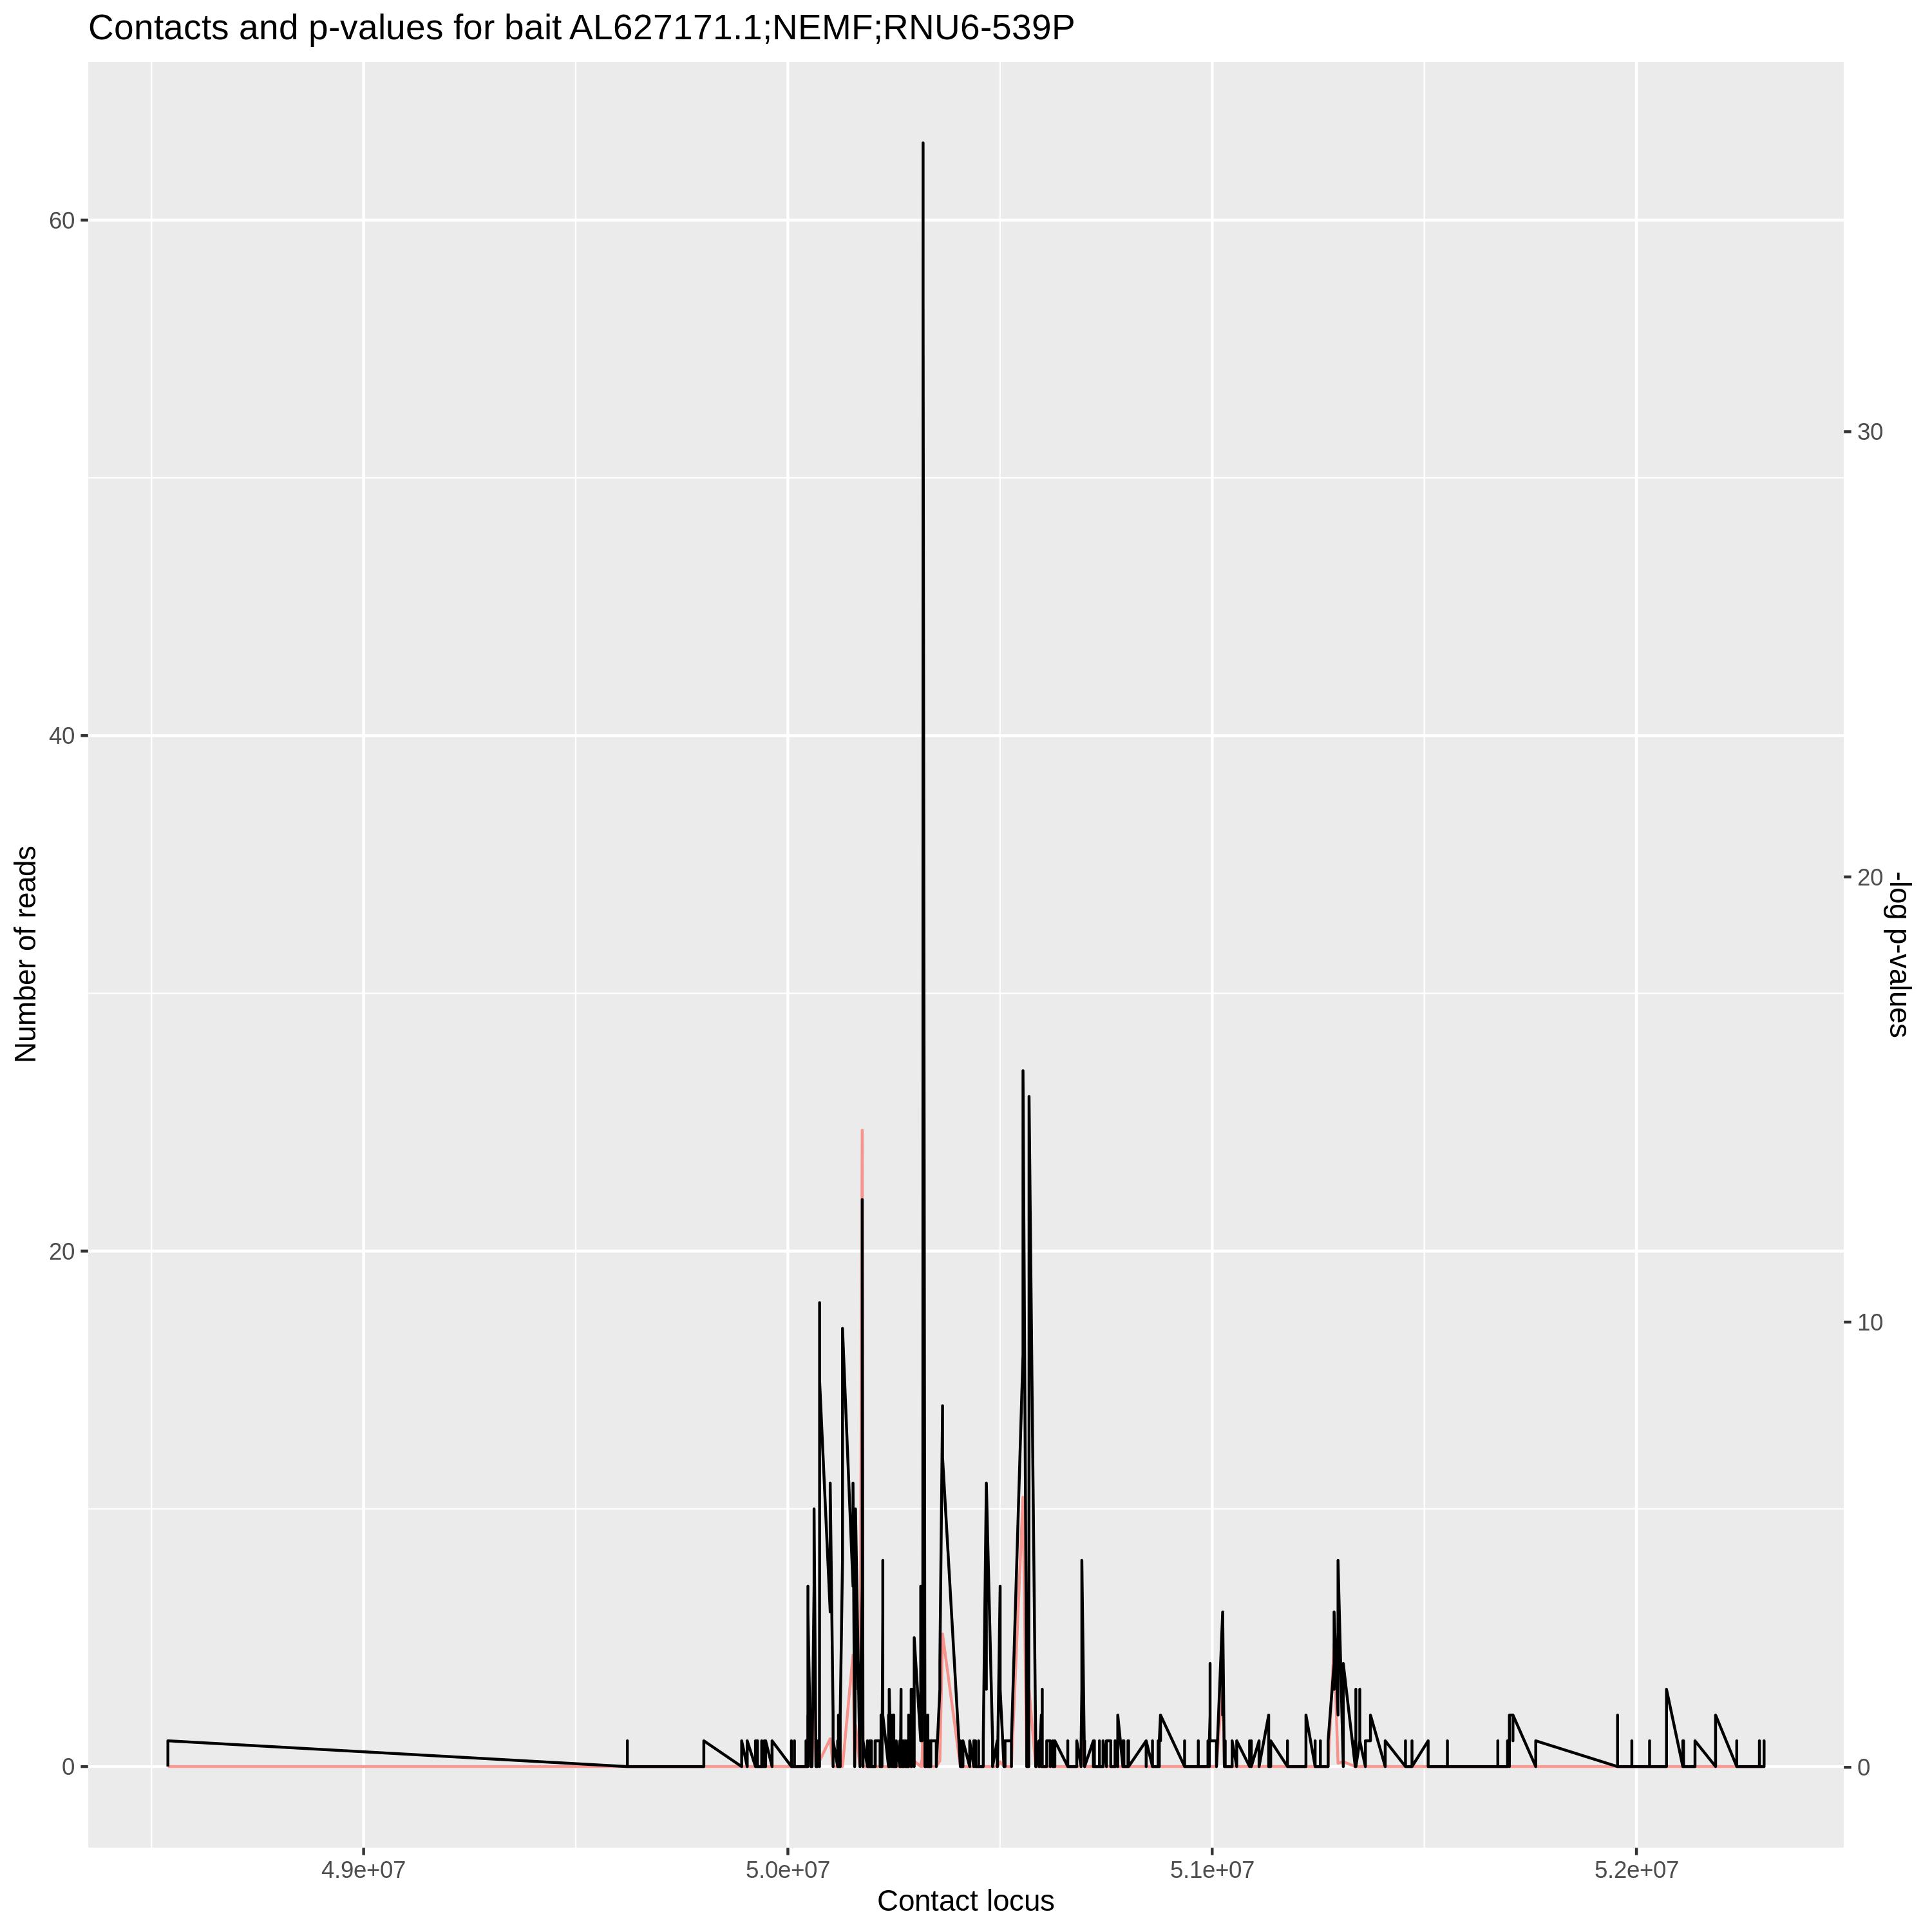 Contacts and p-values for bait AL627171.1;NEMF;RNU6-539P
60
40
20
0
Number of reads
30
20
10
0
-log p-values
4.9e+07
5.0e+07
5.1e+07
5.2e+07
Contact locus